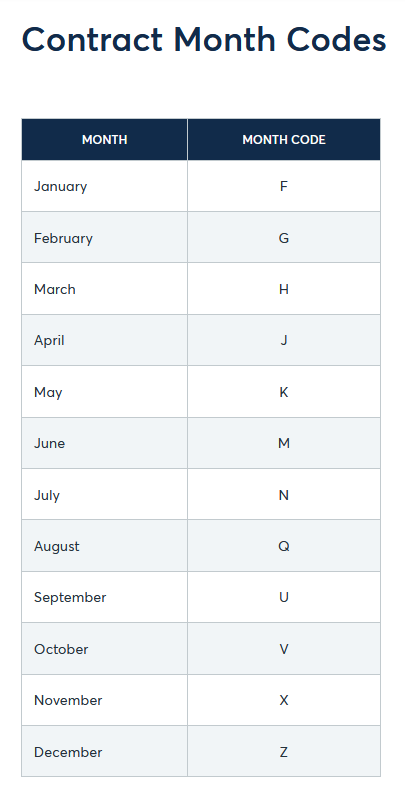 Contract Month Codes
MONTH MONTH CODE
January F
February G
March H
April J
May K
June M
July N
August Q
September U
October V
November X
December Z